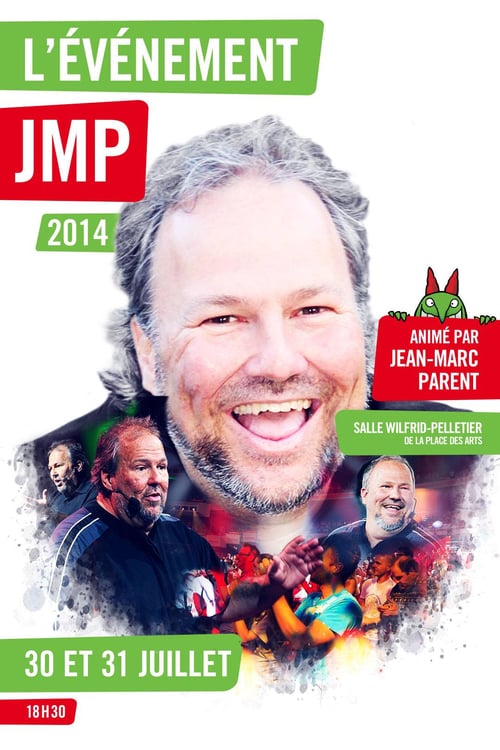 L'ÉVÉNEMENT
JMP
2014
ANIMÉ PAR
JEAN-MARC
PARENT
SALLE WILFRID-PELLETIER
DE LA PLACE DES ARTS
30 ET 31 JUILLET
18H30